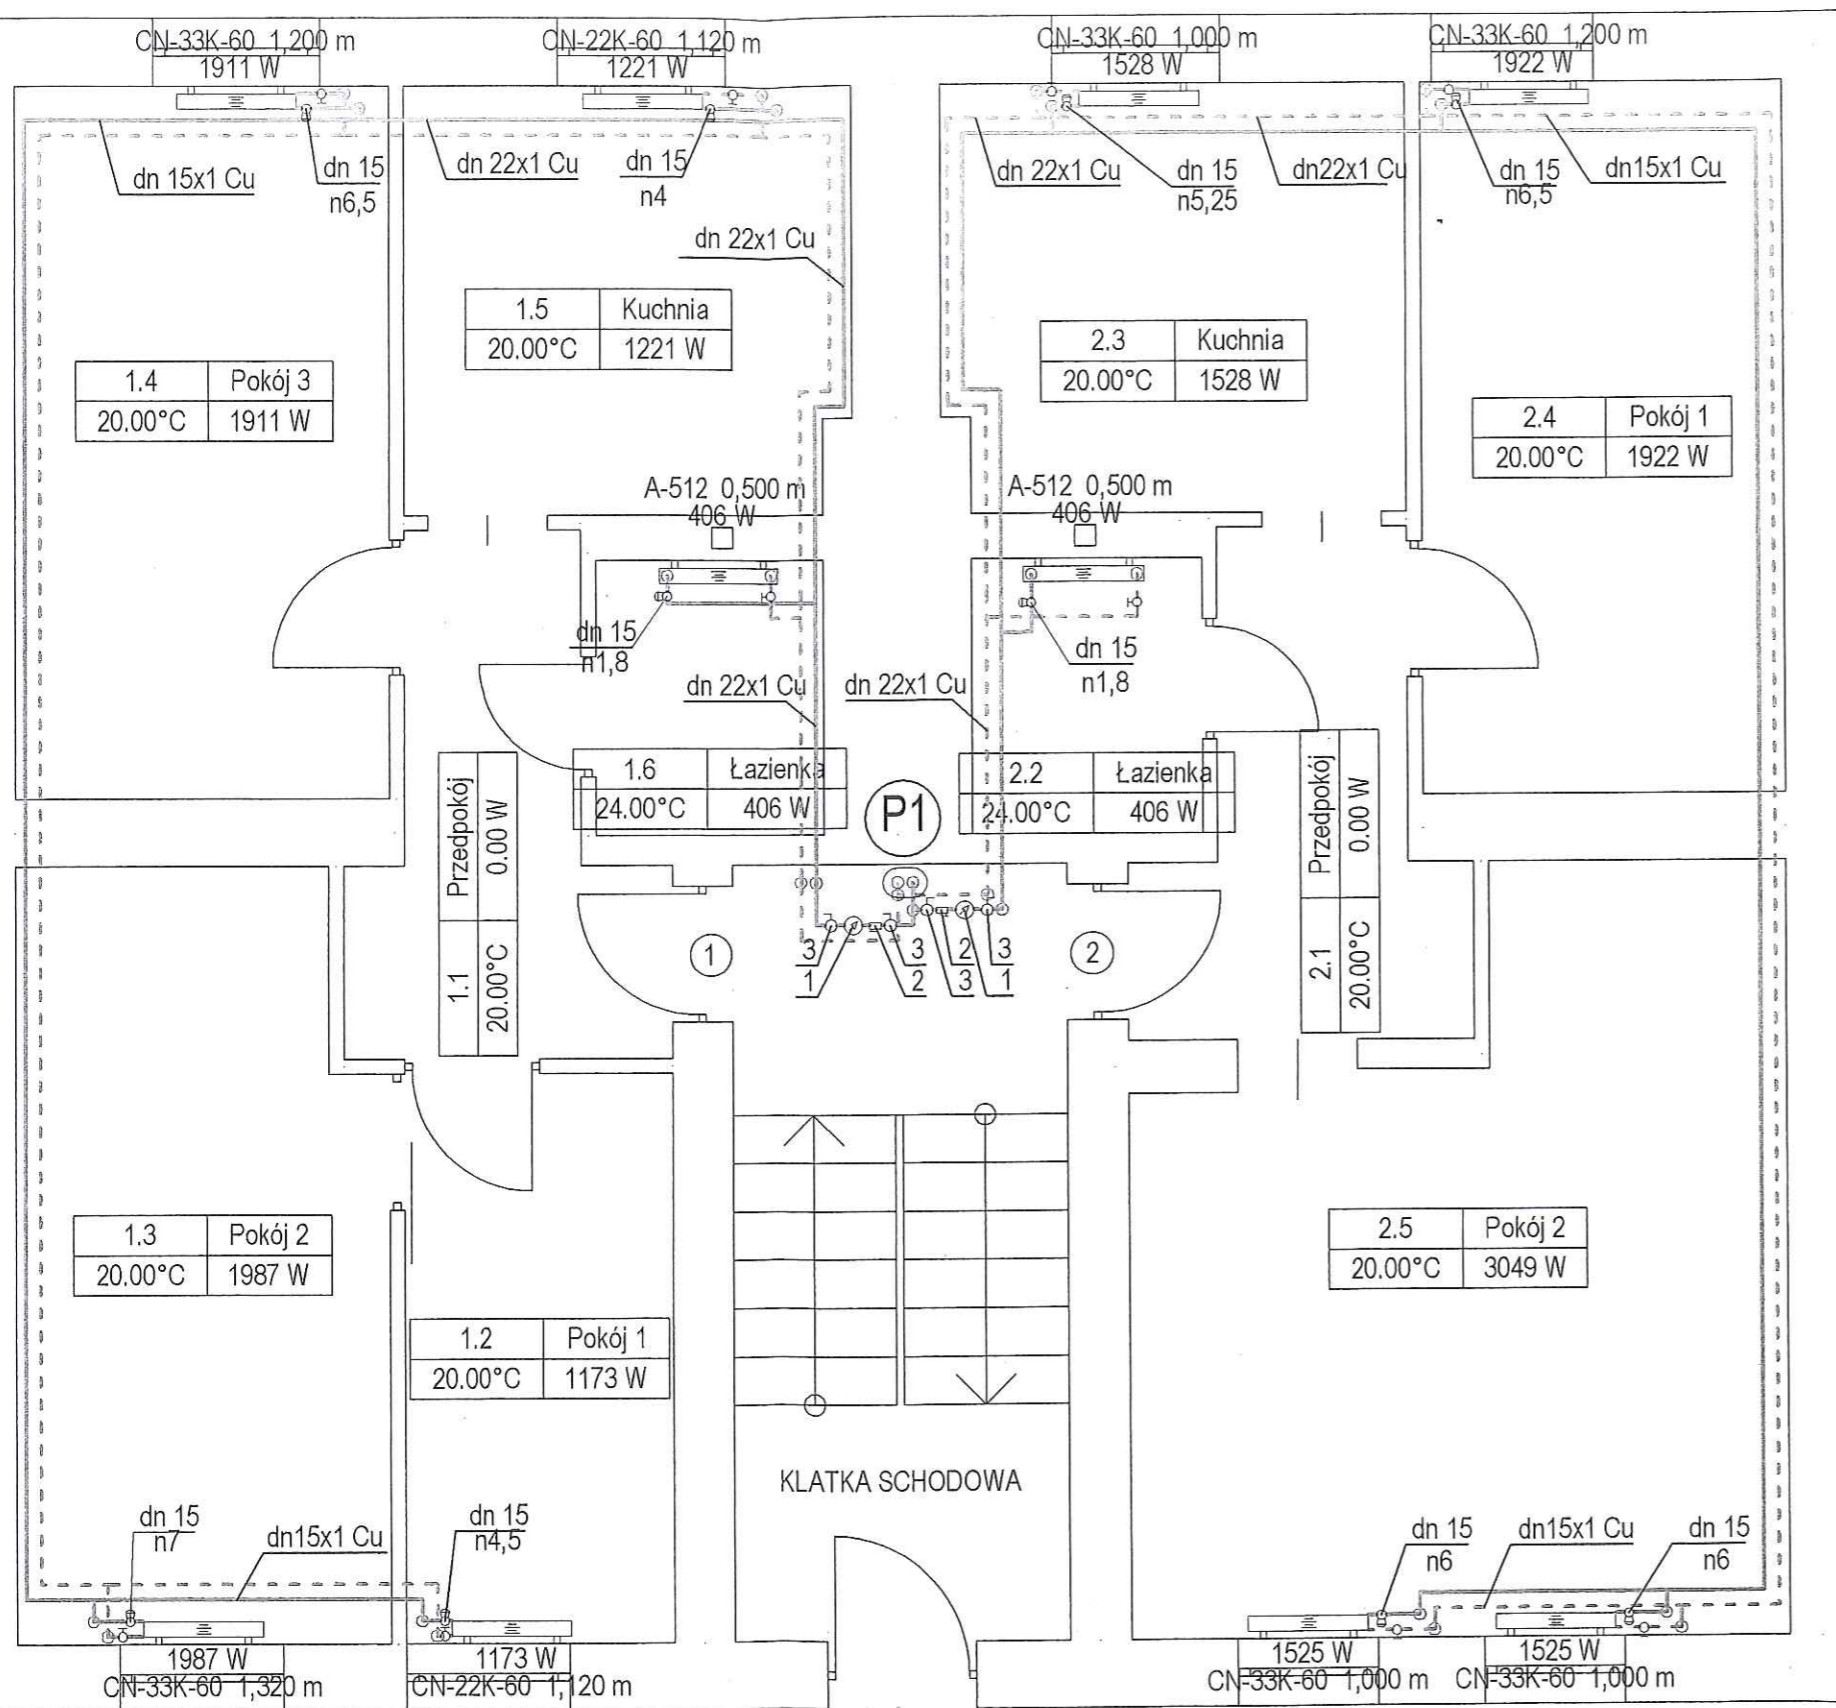 CN-33K-60 1,200 m
1911 W
CN-22K-60 1,120 m
1221 W
CN-33K-60 1,000 m
1528 W
CN-33K-60 1,200 m
1922 W
dn 15x1 Cu
dn 15
n6,5
dn 22x1 Cu
dn 15
n4
dn 22x1 Cu
dn 15
n5,25
dn22x1 Cu
dn 15
n6,5
dn15x1 Cu
dn 22x1 Cu
1.5 Kuchnia
20.00°C 1221 W
2.3 Kuchnia
20.00°C 1528 W
1.4 Pokój 3
20.00°C 1911 W
2.4 Pokój 1
20.00°C 1922 W
A-512 0,500 m
406 W
A-512 0,500 m
406 W
dn 15
n1,8
dn 15
n1,8
dn 22x1 Cu
dn 22x1 Cu
1.6 Łazienka
24.00°C 406 W
P1
2.2 Łazienka
24.00°C 406 W
1.1 Przedpokój
20.00°C 0.00 W
2.1 Przedpokój
20.00°C 0.00 W
1
3
1
3
2
2
3
3
1
2
1.3 Pokój 2
20.00°C 1987 W
2.5 Pokój 2
20.00°C 3049 W
1.2 Pokój 1
20.00°C 1173 W
KLATKA SCHODOWA
dn 15
n7
dn15x1 Cu
dn 15
n4,5
dn 15
n6
dn15x1 Cu
dn 15
n6
1987 W
CN-33K-60 1,320 m
1173 W
CN-22K-60 1,120 m
1525 W
CN-33K-60 1,000 m
1525 W
CN-33K-60 1,000 m